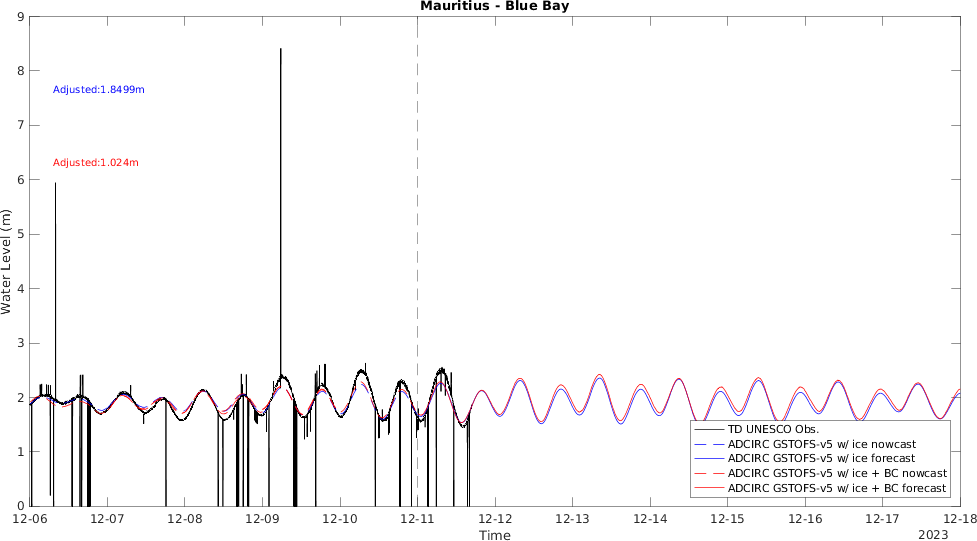 Mauritius - Blue Bay
9
8
7
6
5
4
3
2
1
0
Water Level (m)
Adjusted:1.8499m
Adjusted:1.024m
TD UNESCO Obs.
ADCIRC GSTOFS-v5 w/ ice nowcast
ADCIRC GSTOFS-v5 w/ ice forecast
ADCIRC GSTOFS-v5 w/ ice + BC nowcast
ADCIRC GSTOFS-v5 w/ ice + BC forecast
12-06 12-07 12-08 12-09 12-10 12-11 12-12 12-13 12-14 12-15 12-16 12-17 12-18
Time
2023